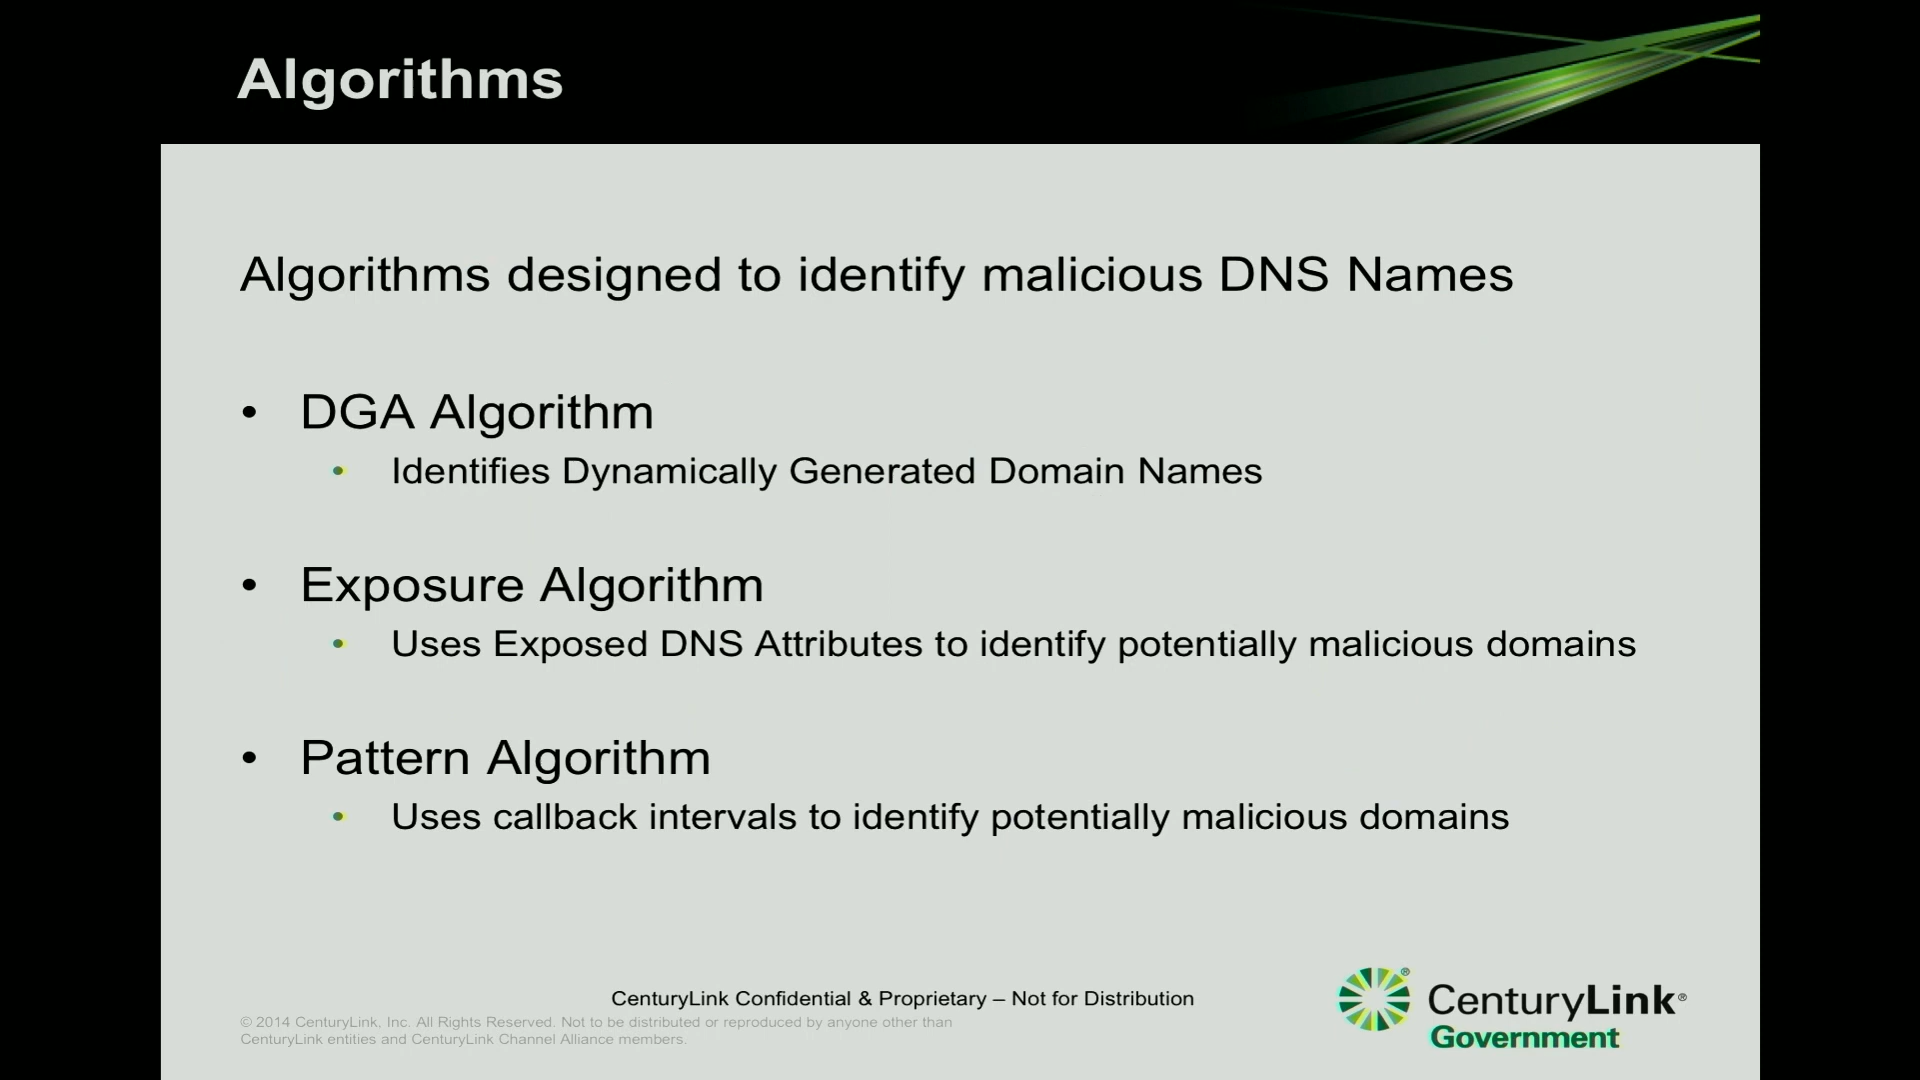 Algorithms
Algorithms designed to identify malicious DNS Names
• DGA Algorithm
• Identifies Dynamically Generated Domain Names
• Exposure Algorithm
• Uses Exposed DNS Attributes to identify potentially malicious domains
• Pattern Algorithm
• Uses callback intervals to identify potentially malicious domains
CenturyLink Confidential & Proprietary – Not for Distribution
© 2014 CenturyLink, Inc. All Rights Reserved. Not to be distributed or reproduced by anyone other than
CenturyLink entities and CenturyLink Channel Alliance members.
® CenturyLink®
Government